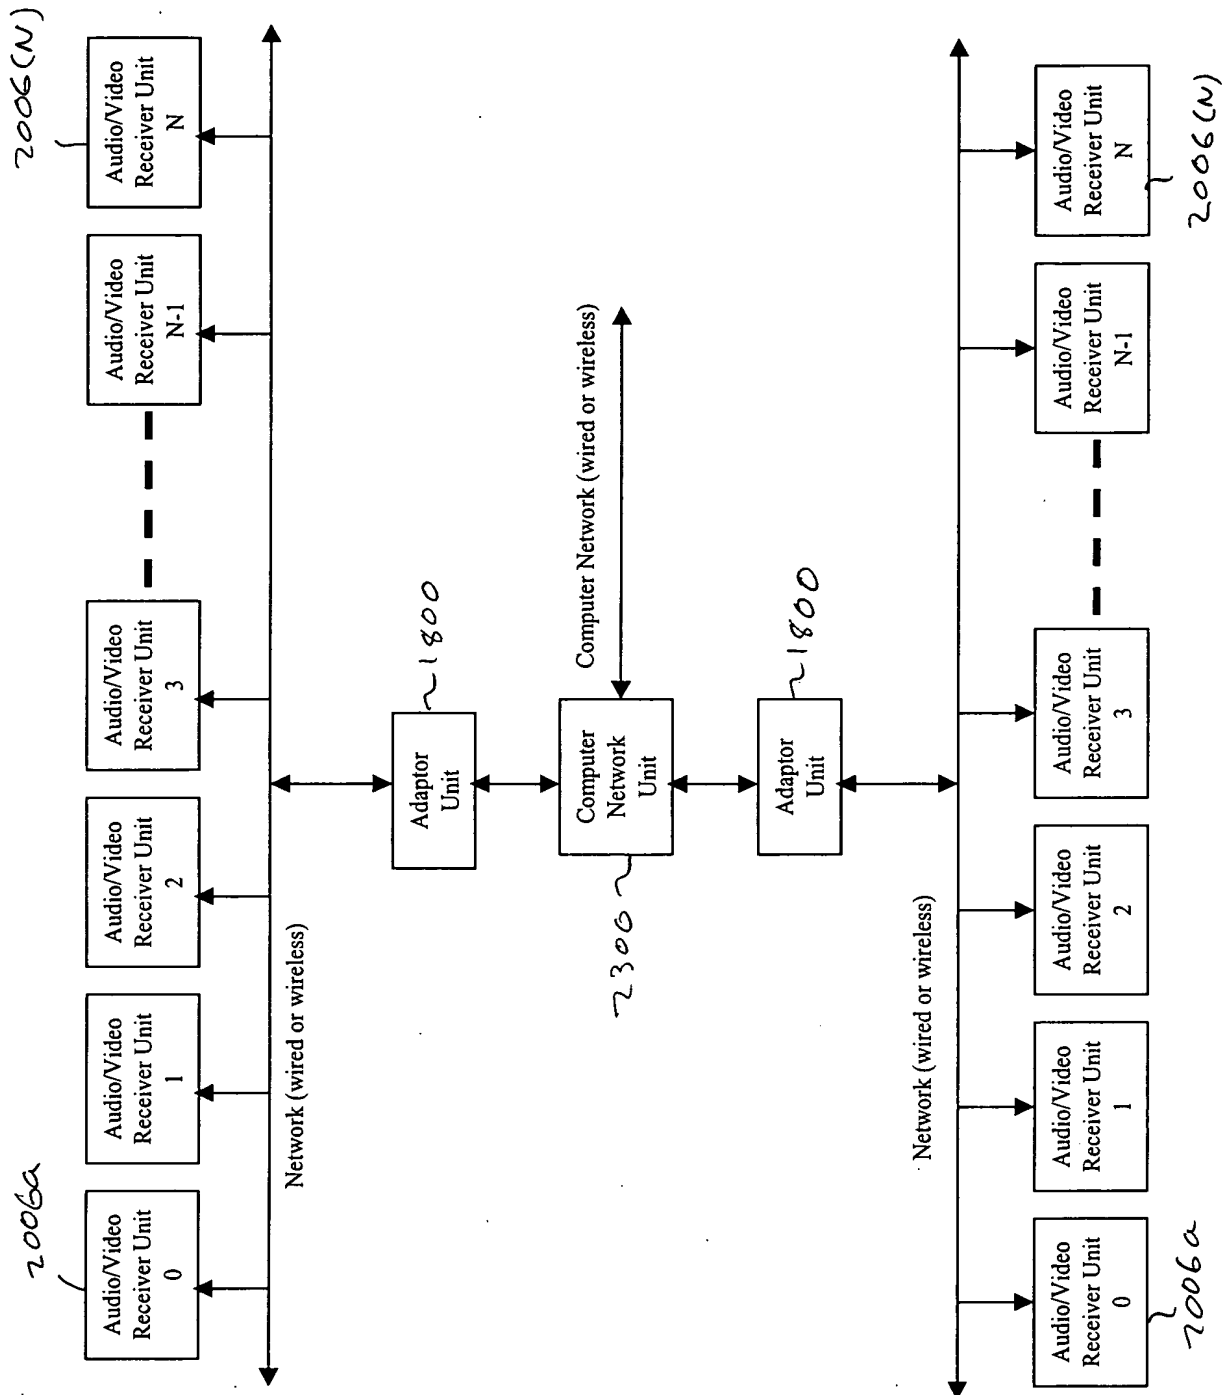 2006a
2006(N)
Audio/Video
Receiver Unit
0
Audio/Video
Receiver Unit
1
Audio/Video
Receiver Unit
2
Audio/Video
Receiver Unit
3
Audio/Video
Receiver Unit
N-1
Audio/Video
Receiver Unit
N
Network (wired or wireless)
Adaptor
Unit
1800
2300
Computer
Network
Unit
Computer Network (wired or wireless)
Adaptor
Unit
1800
Network (wired or wireless)
Audio/Video
Receiver Unit
0
Audio/Video
Receiver Unit
1
Audio/Video
Receiver Unit
2
Audio/Video
Receiver Unit
3
Audio/Video
Receiver Unit
N-1
Audio/Video
Receiver Unit
N
2006a
2006(N)